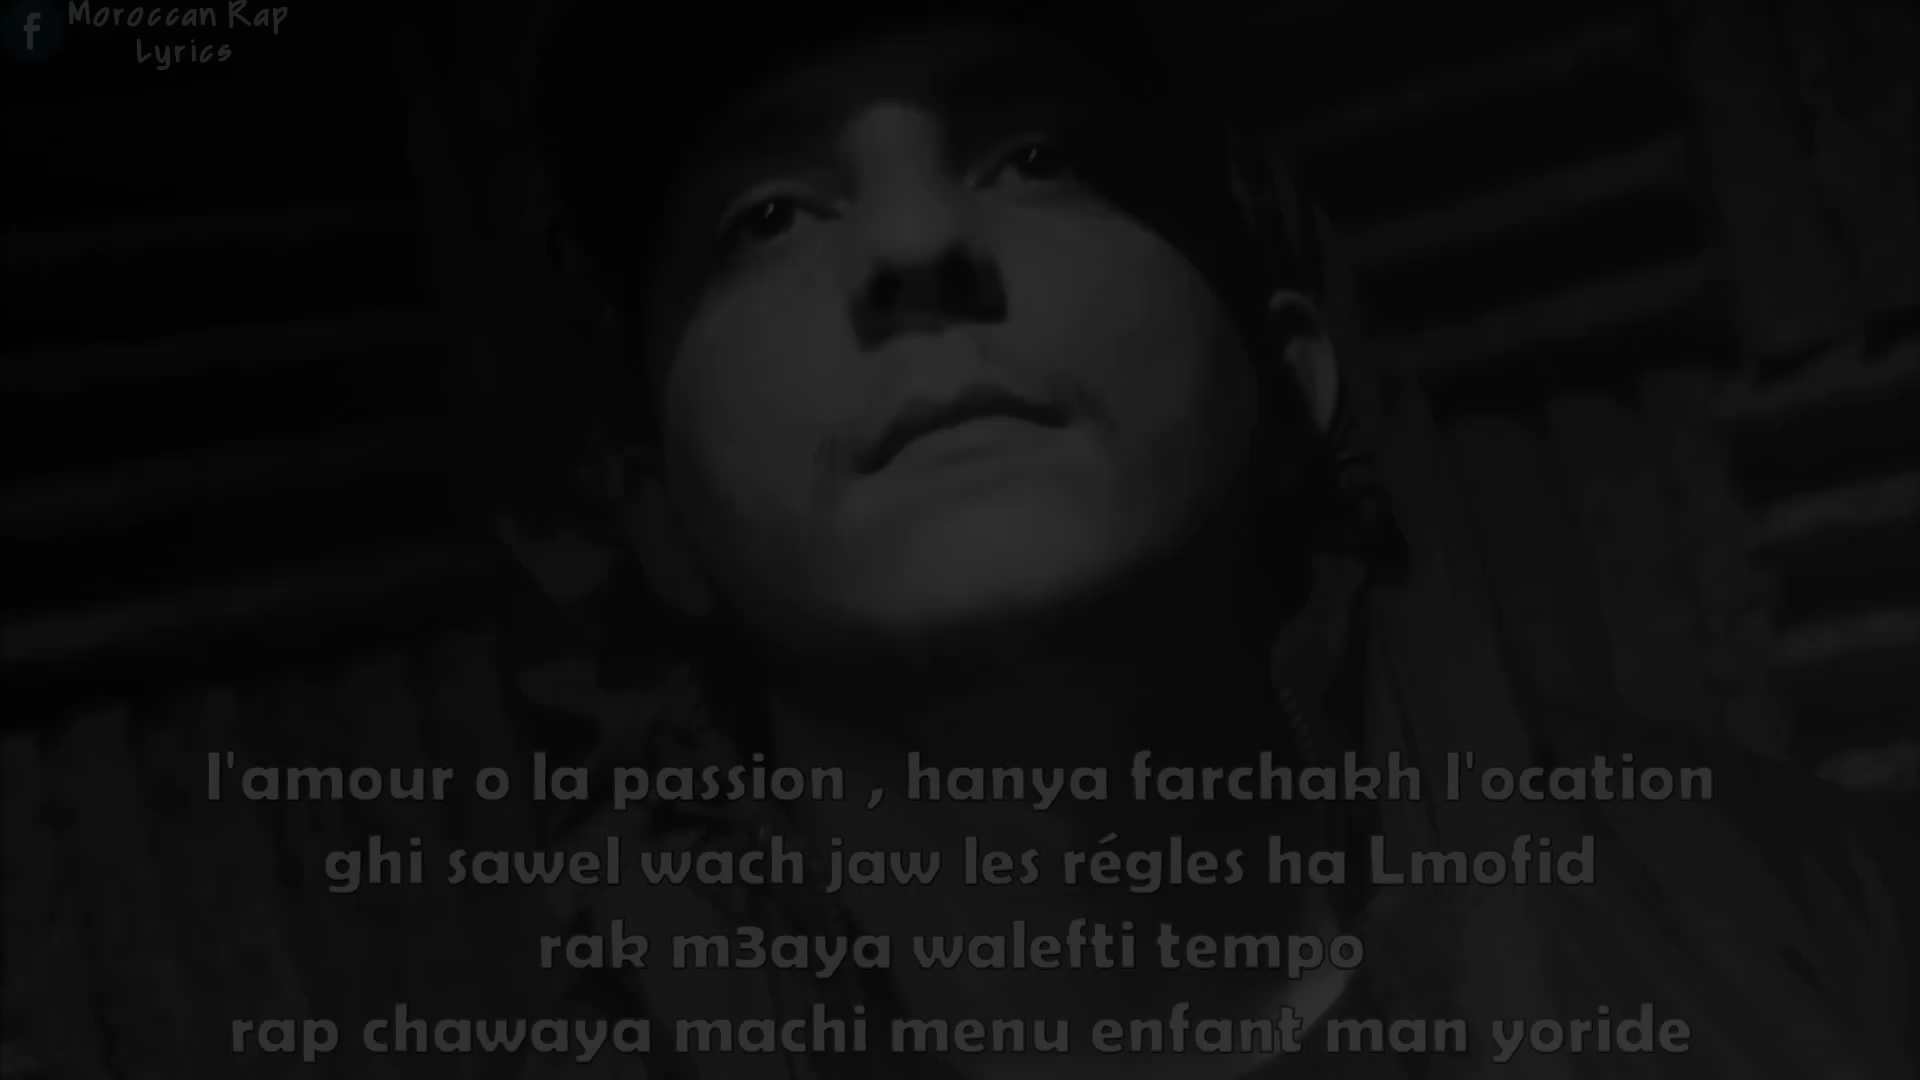 f Moroccan Rap
Lyrics
l'amour o la passion , hanya farchakh l'ocation
ghi sawel wach jaw les régles ha Lmofid
rak m3aya walefti tempo
rap chawaya machi menu enfant man yoride